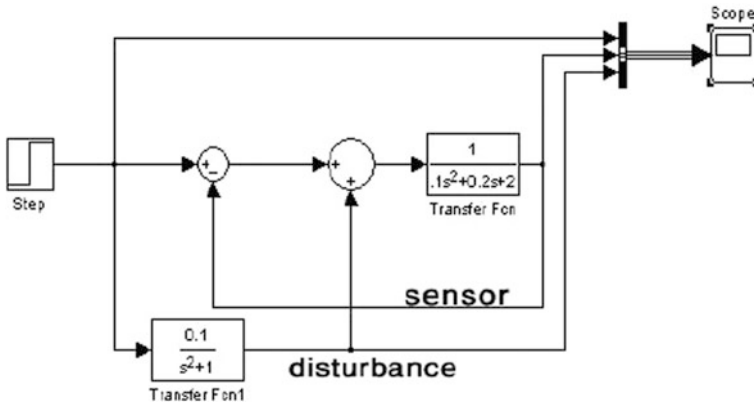 Scope
Step
+
−
+
+
1
.1s²+0.2s+2
Transfer Fcn
sensor
0.1
s²+1
disturbance
Transfer Fcn1